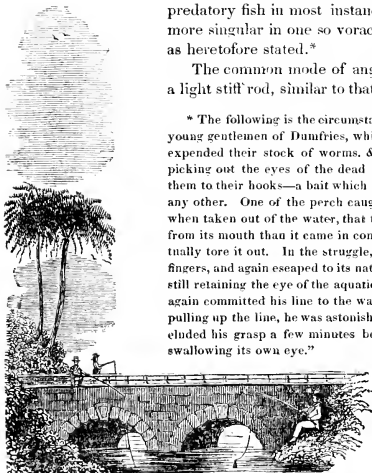 predatory fish in most instan
more singular in one so vorac
as heretofore stated.*
The common mode of ang
a light stiff rod, similar to that
* The following is the circumsta
young gentlemen of Dumfries, whi
expended their stock of worms. &
picking out the eyes of the dead
them to their hooks—a bait which
any other. One of the perch caug
when taken out of the water, that t
from its mouth than it came in con
tually tore it out. In the struggle,
fingers, and again escaped to its nat
still retaining the eye of the aquatic
again committed his line to the wa
pulling up the line, he was astonish
eluded his grasp a few minutes be
swallowing its own eye.”